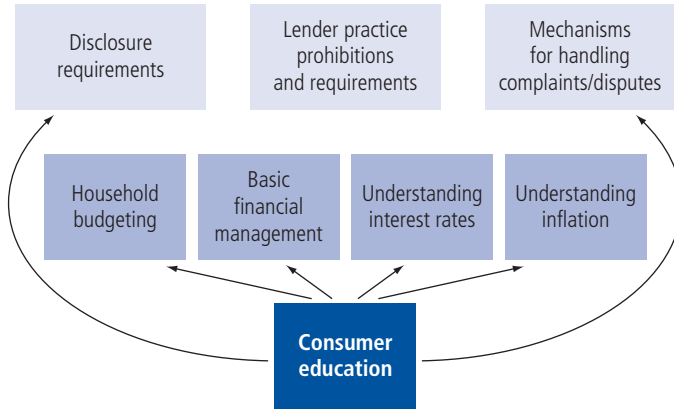 Disclosure
requirements
Lender practice
prohibitions
and requirements
Mechanisms
for handling
complaints/disputes
Household
budgeting
Basic
financial
management
Understanding
interest rates
Understanding
inflation
Consumer
education